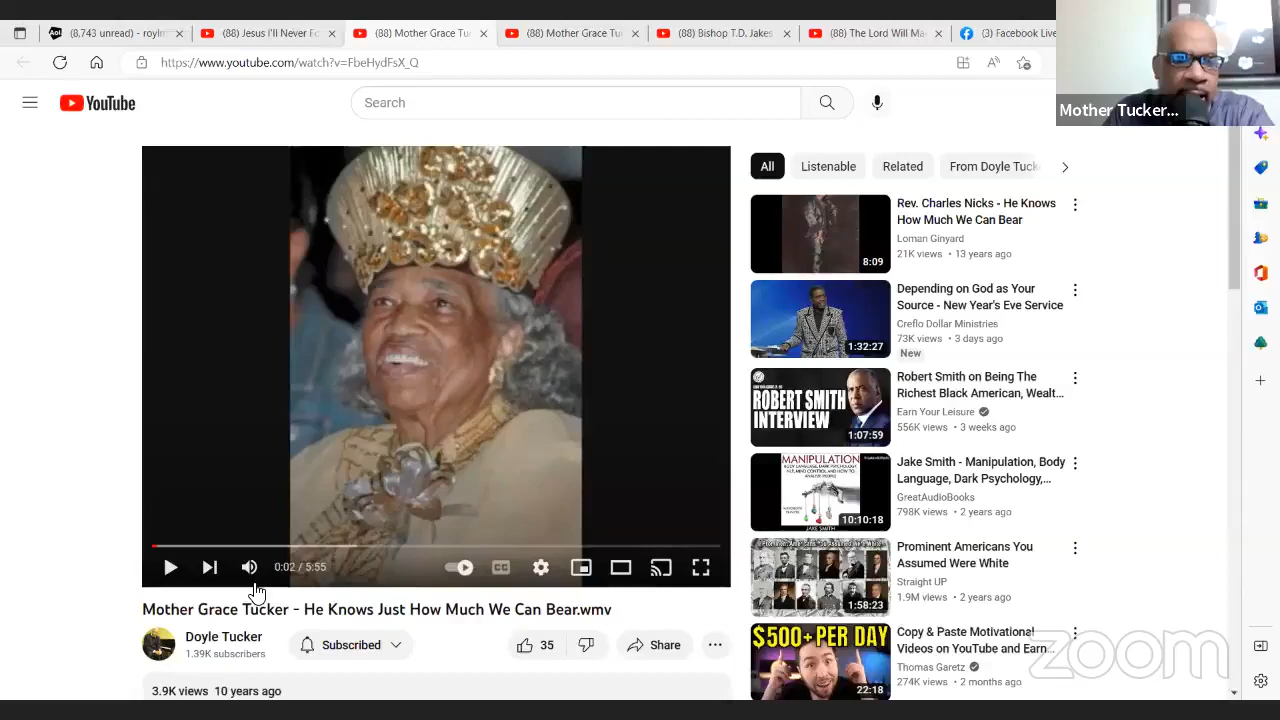 (8,743 unread) - roylm
(88) Jesus I'll Never Fo
(88) Mother Grace Tu
(88) Mother Grace Tu
(88) Bishop T.D. Jakes
(88) The Lord Will Ma
(3) Facebook Live
https://www.youtube.com/watch?v=FbeHydFsX_Q
Mother Tucker...
YouTube
Search
All
Listenable
Related
From Doyle Tuck
Rev. Charles Nicks - He Knows
How Much We Can Bear
Loman Ginyard
21K views • 13 years ago
8:09
Depending on God as Your
Source - New Year's Eve Service
Creflo Dollar Ministries
73K views • 3 days ago
New
1:32:27
ROBERT SMITH
INTERVIEW
1:07:59
Robert Smith on Being The
Richest Black American, Wealt...
Earn Your Leisure
556K views • 3 weeks ago
MANIPULATION
JAKE SMITH
10:10:18
Jake Smith - Manipulation, Body
Language, Dark Psychology,...
GreatAudioBooks
798K views • 2 years ago
1:58:23
Prominent Americans You
Assumed Were White
Straight UP
1.9M views • 2 years ago
$500+ PER DAY
22:18
Copy & Paste Motivational
Videos on YouTube and Earn...
Thomas Garetz
274K views • 2 months ago
CC
0:02 / 5:55
Mother Grace Tucker - He Knows Just How Much We Can Bear.wmv
Doyle Tucker
1.39K subscribers
Subscribed
35
Share
3.9K views 10 years ago
zoom